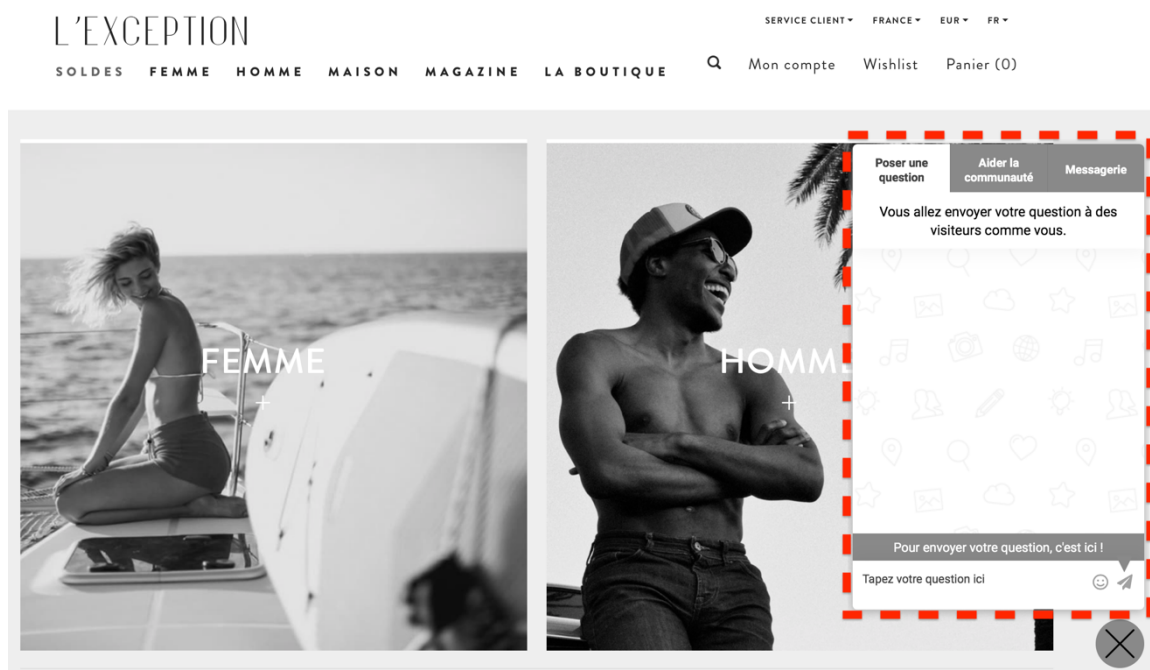 L'EXCEPTION
SERVICE CLIENT FRANCE EUR FR
SOLDES FEMME HOMME MAISON MAGAZINE LA BOUTIQUE
Mon compte Wishlist Panier (0)
FEMME
+
HOMME
+
Poser une
question
Aider la
communauté
Messagerie
Vous allez envoyer votre question à des
visiteurs comme vous.
Pour envoyer votre question, c'est ici !
Tapez votre question ici